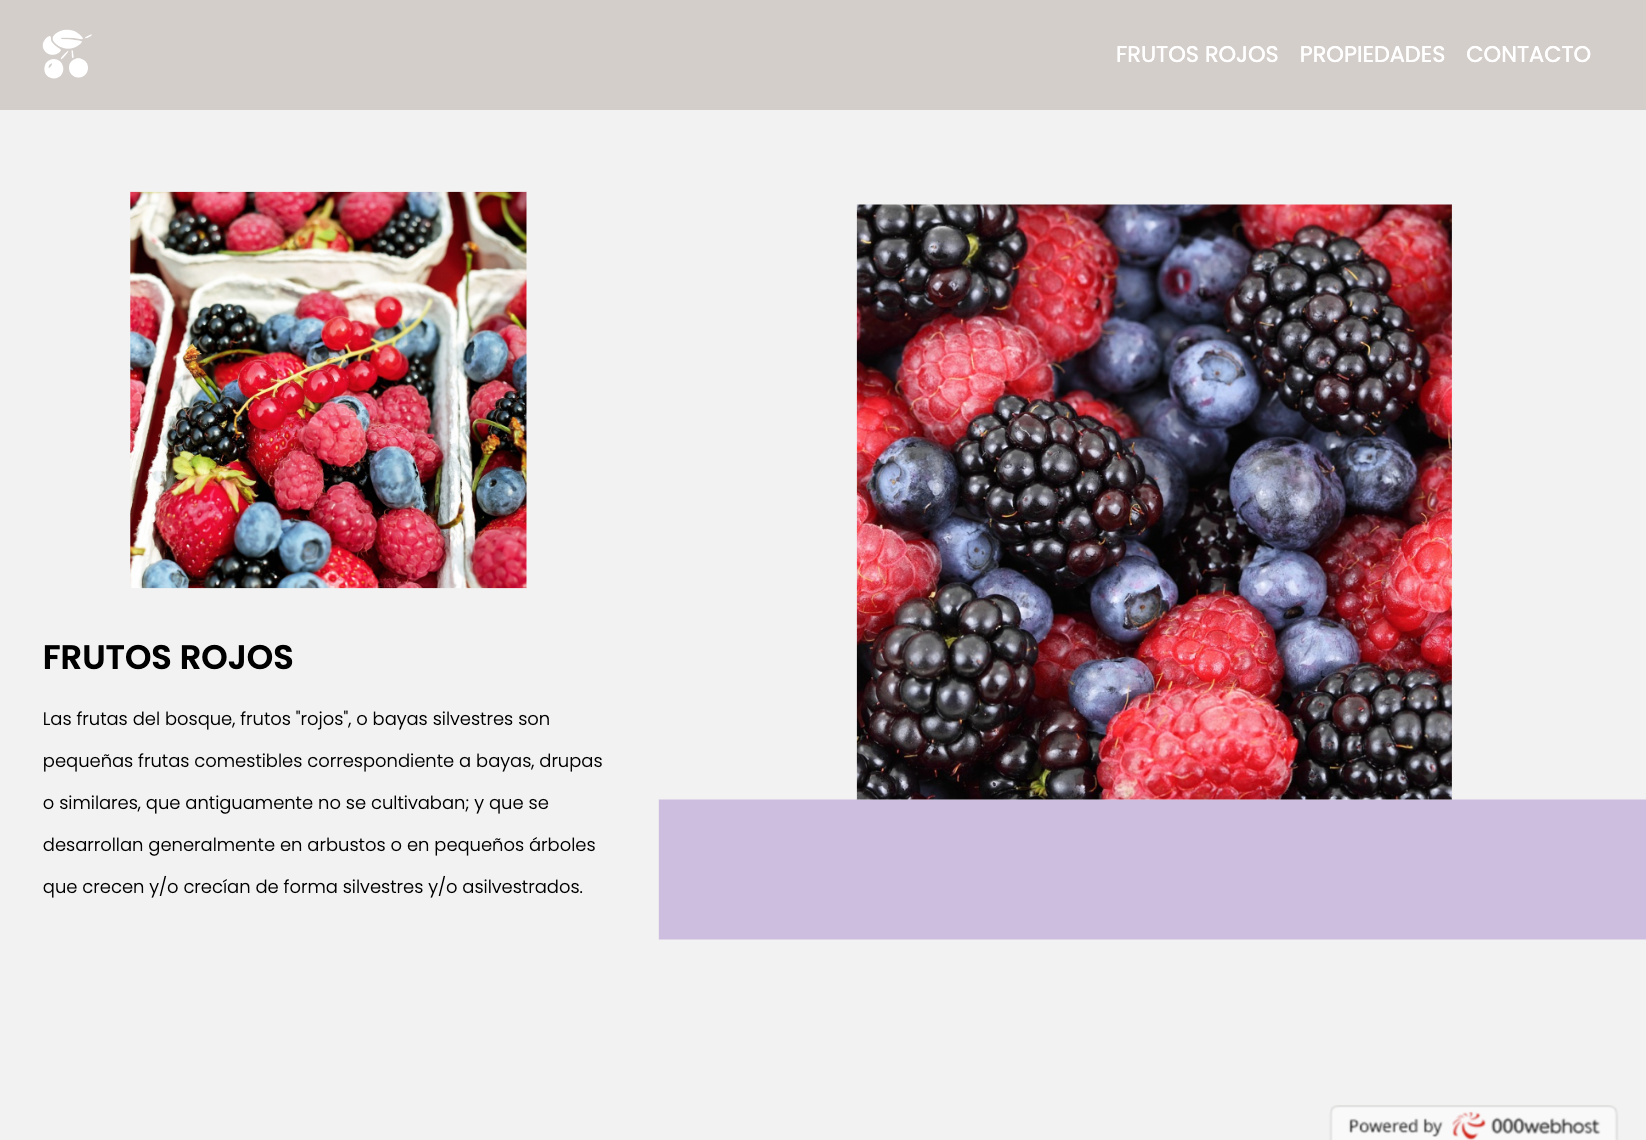 FRUTOS ROJOS PROPIEDADES CONTACTO
FRUTOS ROJOS
Las frutas del bosque, frutos "rojos", o bayas silvestres son
pequeñas frutas comestibles correspondiente a bayas, drupas
o similares, que antiguamente no se cultivaban; y que se
desarrollan generalmente en arbustos o en pequeños árboles
que crecen y/o crecían de forma silvestres y/o asilvestrados.
Powered by 000webhost